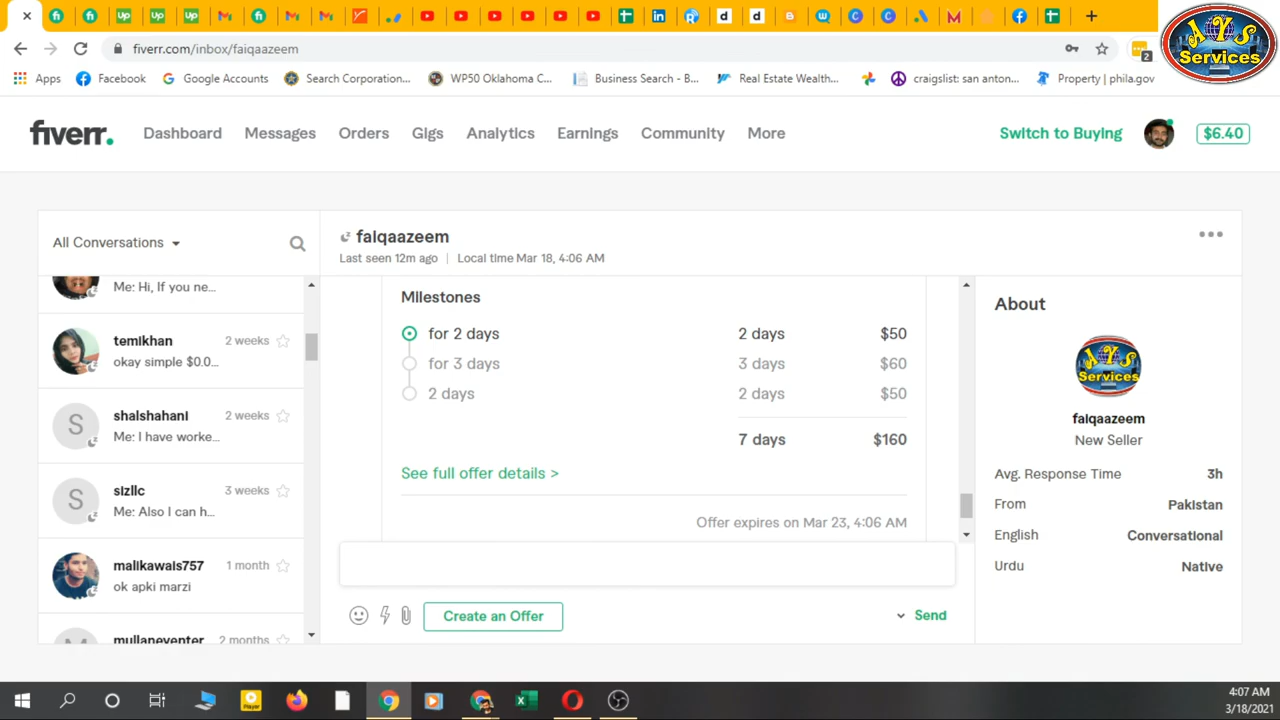 fiverr.com/inbox/faiqaazeem
2
AYS
Services
Apps
Facebook
Google Accounts
Search Corporation...
WP50 Oklahoma C...
Business Search - B...
Real Estate Wealth...
craigslist: san anton...
Property | phila.gov
fiverr.
Dashboard
Messages
Orders
Gigs
Analytics
Earnings
Community
More
Switch to Buying
$6.40
All Conversations
faiqaazeem
Last seen 12m ago
Local time Mar 18, 4:06 AM
Me: Hi, If you ne...
temikhan
2 weeks
okay simple $0.0...
S
shaishahani
2 weeks
Me: I have worke...
S
sizllc
3 weeks
Me: Also I can h...
malikawais757
1 month
ok apki marzi
mullaneyenter
2 months
Milestones
for 2 days 2 days $50
for 3 days 3 days $60
2 days 2 days $50
7 days $160
See full offer details >
Offer expires on Mar 23, 4:06 AM
Create an Offer
Send
About
AYS
Services
faiqaazeem
New Seller
Avg. Response Time 3h
From Pakistan
English Conversational
Urdu Native
Player
4:07 AM
3/18/2021